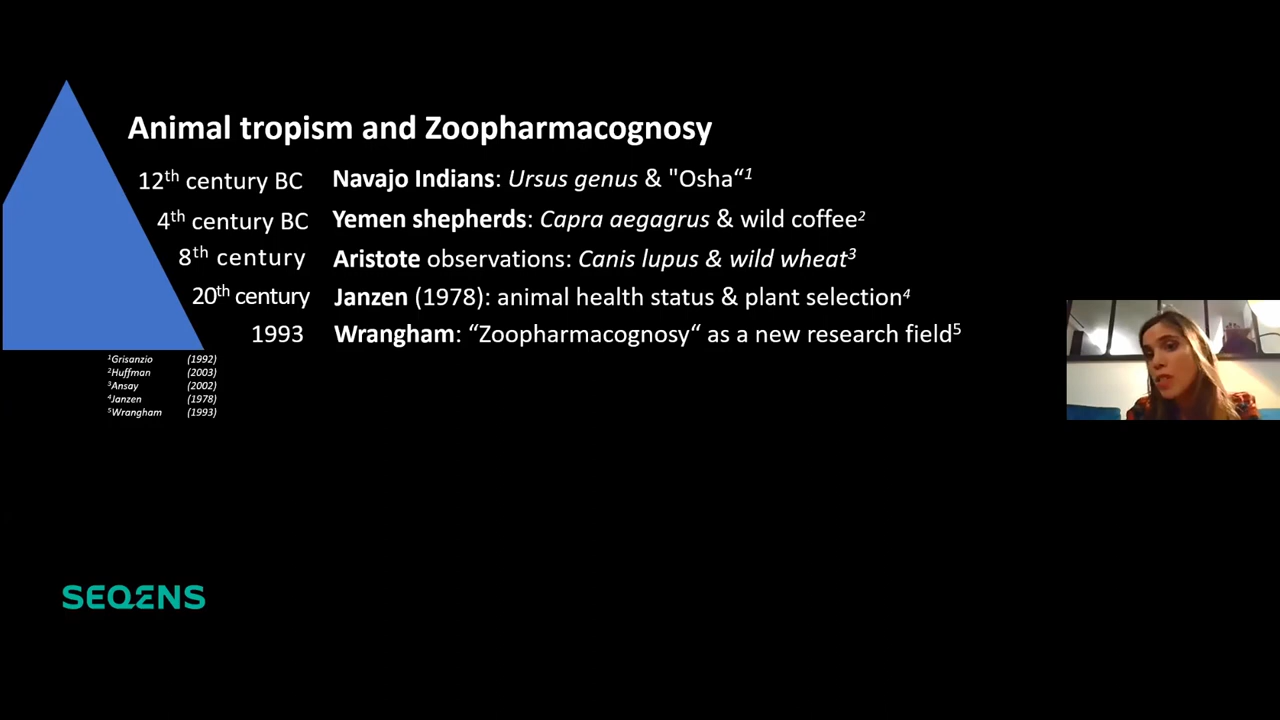 Animal tropism and Zoopharmacognosy
12th century BC Navajo Indians: Ursus genus & "Osha“1
4th century BC Yemen shepherds: Capra aegagrus & wild coffee2
8th century Aristote observations: Canis lupus & wild wheat3
20th century Janzen (1978): animal health status & plant selection4
1993 Wrangham: “Zoopharmacognosy“ as a new research field5
1Grisanzio (1992)
2Huffman (2003)
3Ansay (2002)
4Janzen (1978)
5Wrangham (1993)
SEQENS